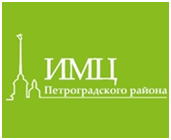 ИМЦ
Петроградского района